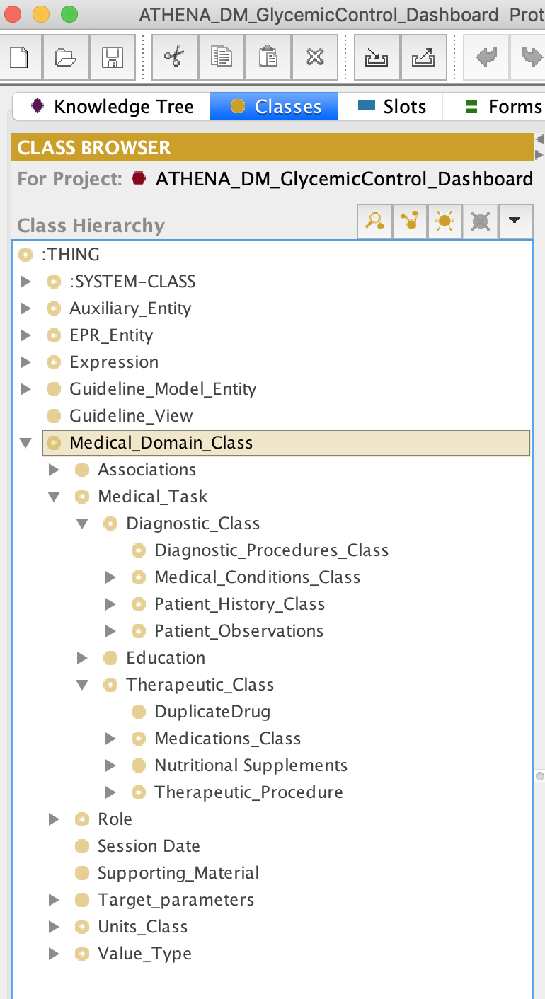 ATHENA_DM_GlycemicControl_Dashboard Prot
Knowledge Tree Classes Slots Forms
CLASS BROWSER
For Project: ATHENA_DM_GlycemicControl_Dashboard
Class Hierarchy
:THING
:SYSTEM-CLASS
Auxiliary_Entity
EPR_Entity
Expression
Guideline_Model_Entity
Guideline_View
Medical_Domain_Class
Associations
Medical_Task
Diagnostic_Class
Diagnostic_Procedures_Class
Medical_Conditions_Class
Patient_History_Class
Patient_Observations
Education
Therapeutic_Class
DuplicateDrug
Medications_Class
Nutritional Supplements
Therapeutic_Procedure
Role
Session Date
Supporting_Material
Target_parameters
Units_Class
Value_Type